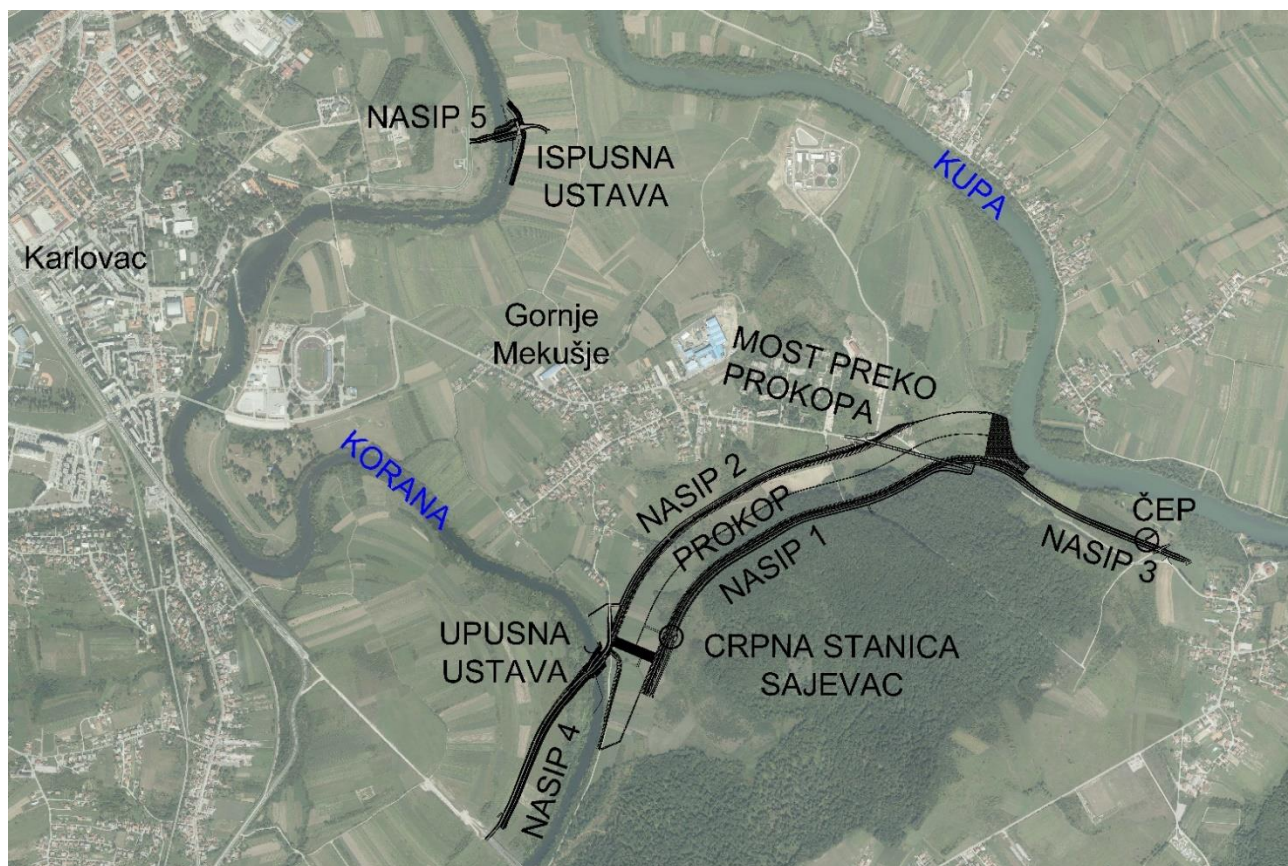 NASIP 5
ISPUSNA
USTAVA
KUPA
Karlovac
Gornje
Mekušje
MOST PREKO
PROKOPA
KORANA
NASIP 2
PROKOP
NASIP 1
ČEP
NASIP 3
UPUSNA
USTAVA
CRPNA STANICA
SAJEVAC
NASIP 4